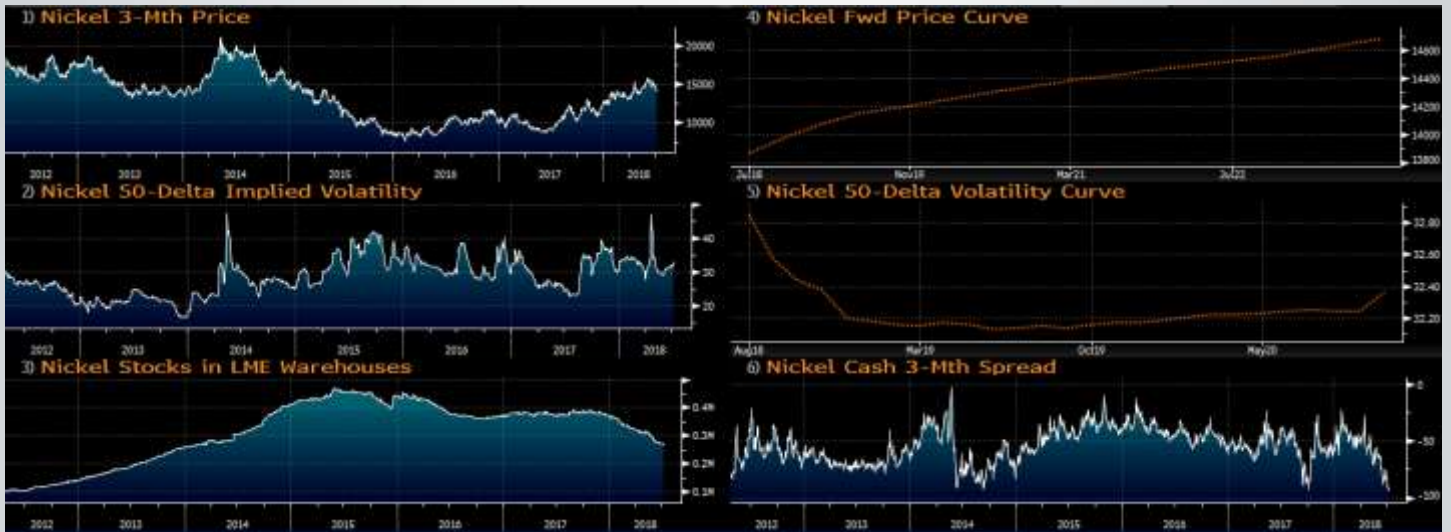 1) Nickel 3-Mth Price
20000
15000
10000
2012 2013 2014 2015 2016 2017 2018
2) Nickel 50-Delta Implied Volatility
40
30
20
2012 2013 2014 2015 2016 2017 2018
3) Nickel Stocks in LME Warehouses
0.4M
0.3M
0.2M
0.1M
2012 2013 2014 2015 2016 2017 2018
4) Nickel Fwd Price Curve
14600
14400
14200
14000
13800
Jul18 Nov19 Mar21 Jul22
5) Nickel 50-Delta Volatility Curve
32.80
32.60
32.40
32.20
Aug18 Mar19 Oct19 May20
6) Nickel Cash 3-Mth Spread
0
-50
-100
2012 2013 2014 2015 2016 2017 2018